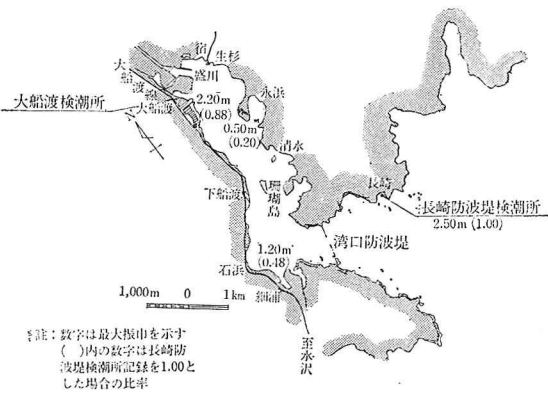 宿
生杉
盛川
大船渡線
大船渡
大船渡検潮所
2.20m
(0.88)
永浜
0.50m
(0.20)
清水
N
下船渡
珊瑚島
長崎
長崎防波堤検潮所
2.50m (1.00)
湾口防波堤
1.20m
(0.48)
石浜
細浦
1,000m 0 1km
至水沢
註：数字は最大振巾を示す
( )内の数字は長崎防
波堤検潮所記録を1.00と
した場合の比率